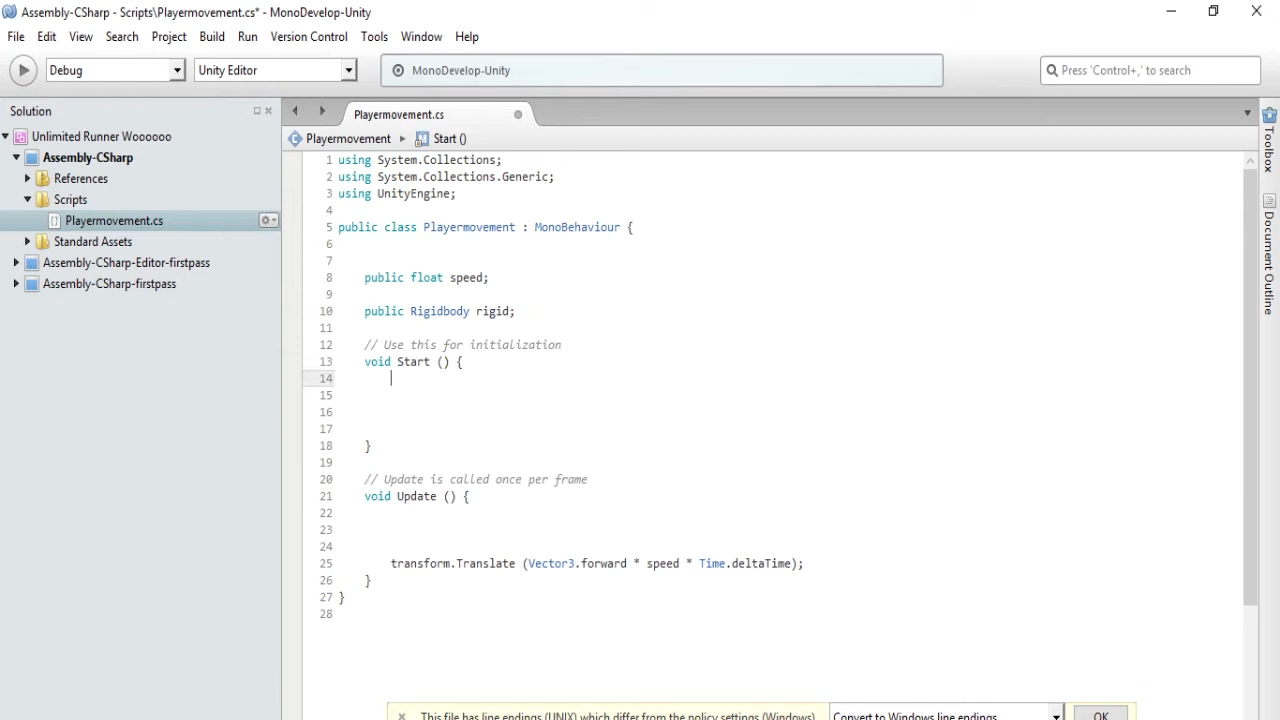 Assembly-CSharp - Scripts\Playermovement.cs* - MonoDevelop-Unity
File Edit View Search Project Build Run Version Control Tools Window Help
Debug Unity Editor MonoDevelop-Unity Press 'Control+,' to search
Solution
Unlimited Runner Woooooo
Assembly-CSharp
References
Scripts
Playermovement.cs
Standard Assets
Assembly-CSharp-Editor-firstpass
Assembly-CSharp-firstpass
Playermovement.cs
Playermovement Start ()
1 using System.Collections;
2 using System.Collections.Generic;
3 using UnityEngine;
4
5 public class Playermovement : MonoBehaviour {
6
7
8 public float speed;
9
10 public Rigidbody rigid;
11
12 // Use this for initialization
13 void Start () {
14
15
16
17
18 }
19
20 // Update is called once per frame
21 void Update () {
22
23
24
25 transform.Translate (Vector3.forward * speed * Time.deltaTime);
26 }
27 }
28
This file has line endings (UNIX) which differ from the policy settings (Windows). Convert to Windows line endings OK
Toolbox
Document Outline